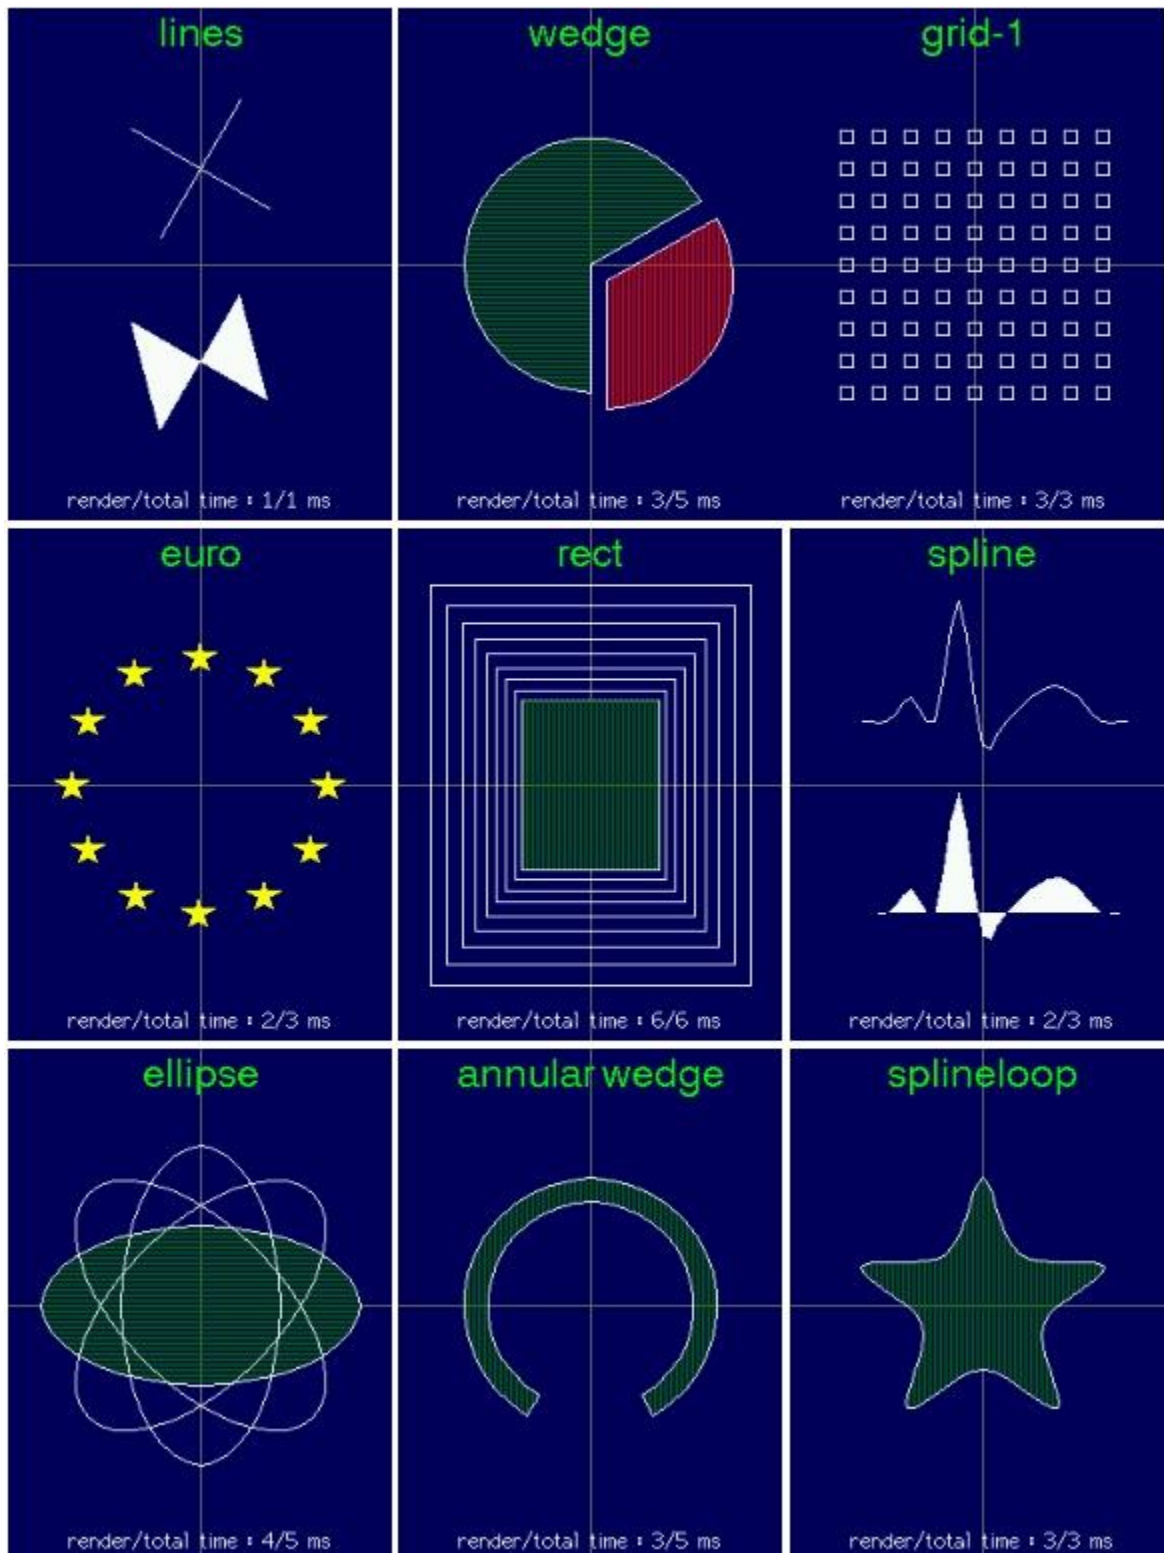 lines
wedge
grid-1
render/total time : 1/1 ms
render/total time : 3/5 ms
render/total time : 3/3 ms
euro
rect
spline
render/total time : 2/3 ms
render/total time : 6/6 ms
render/total time : 2/3 ms
ellipse
annular wedge
splineloop
render/total time : 4/5 ms
render/total time : 3/5 ms
render/total time : 3/3 ms